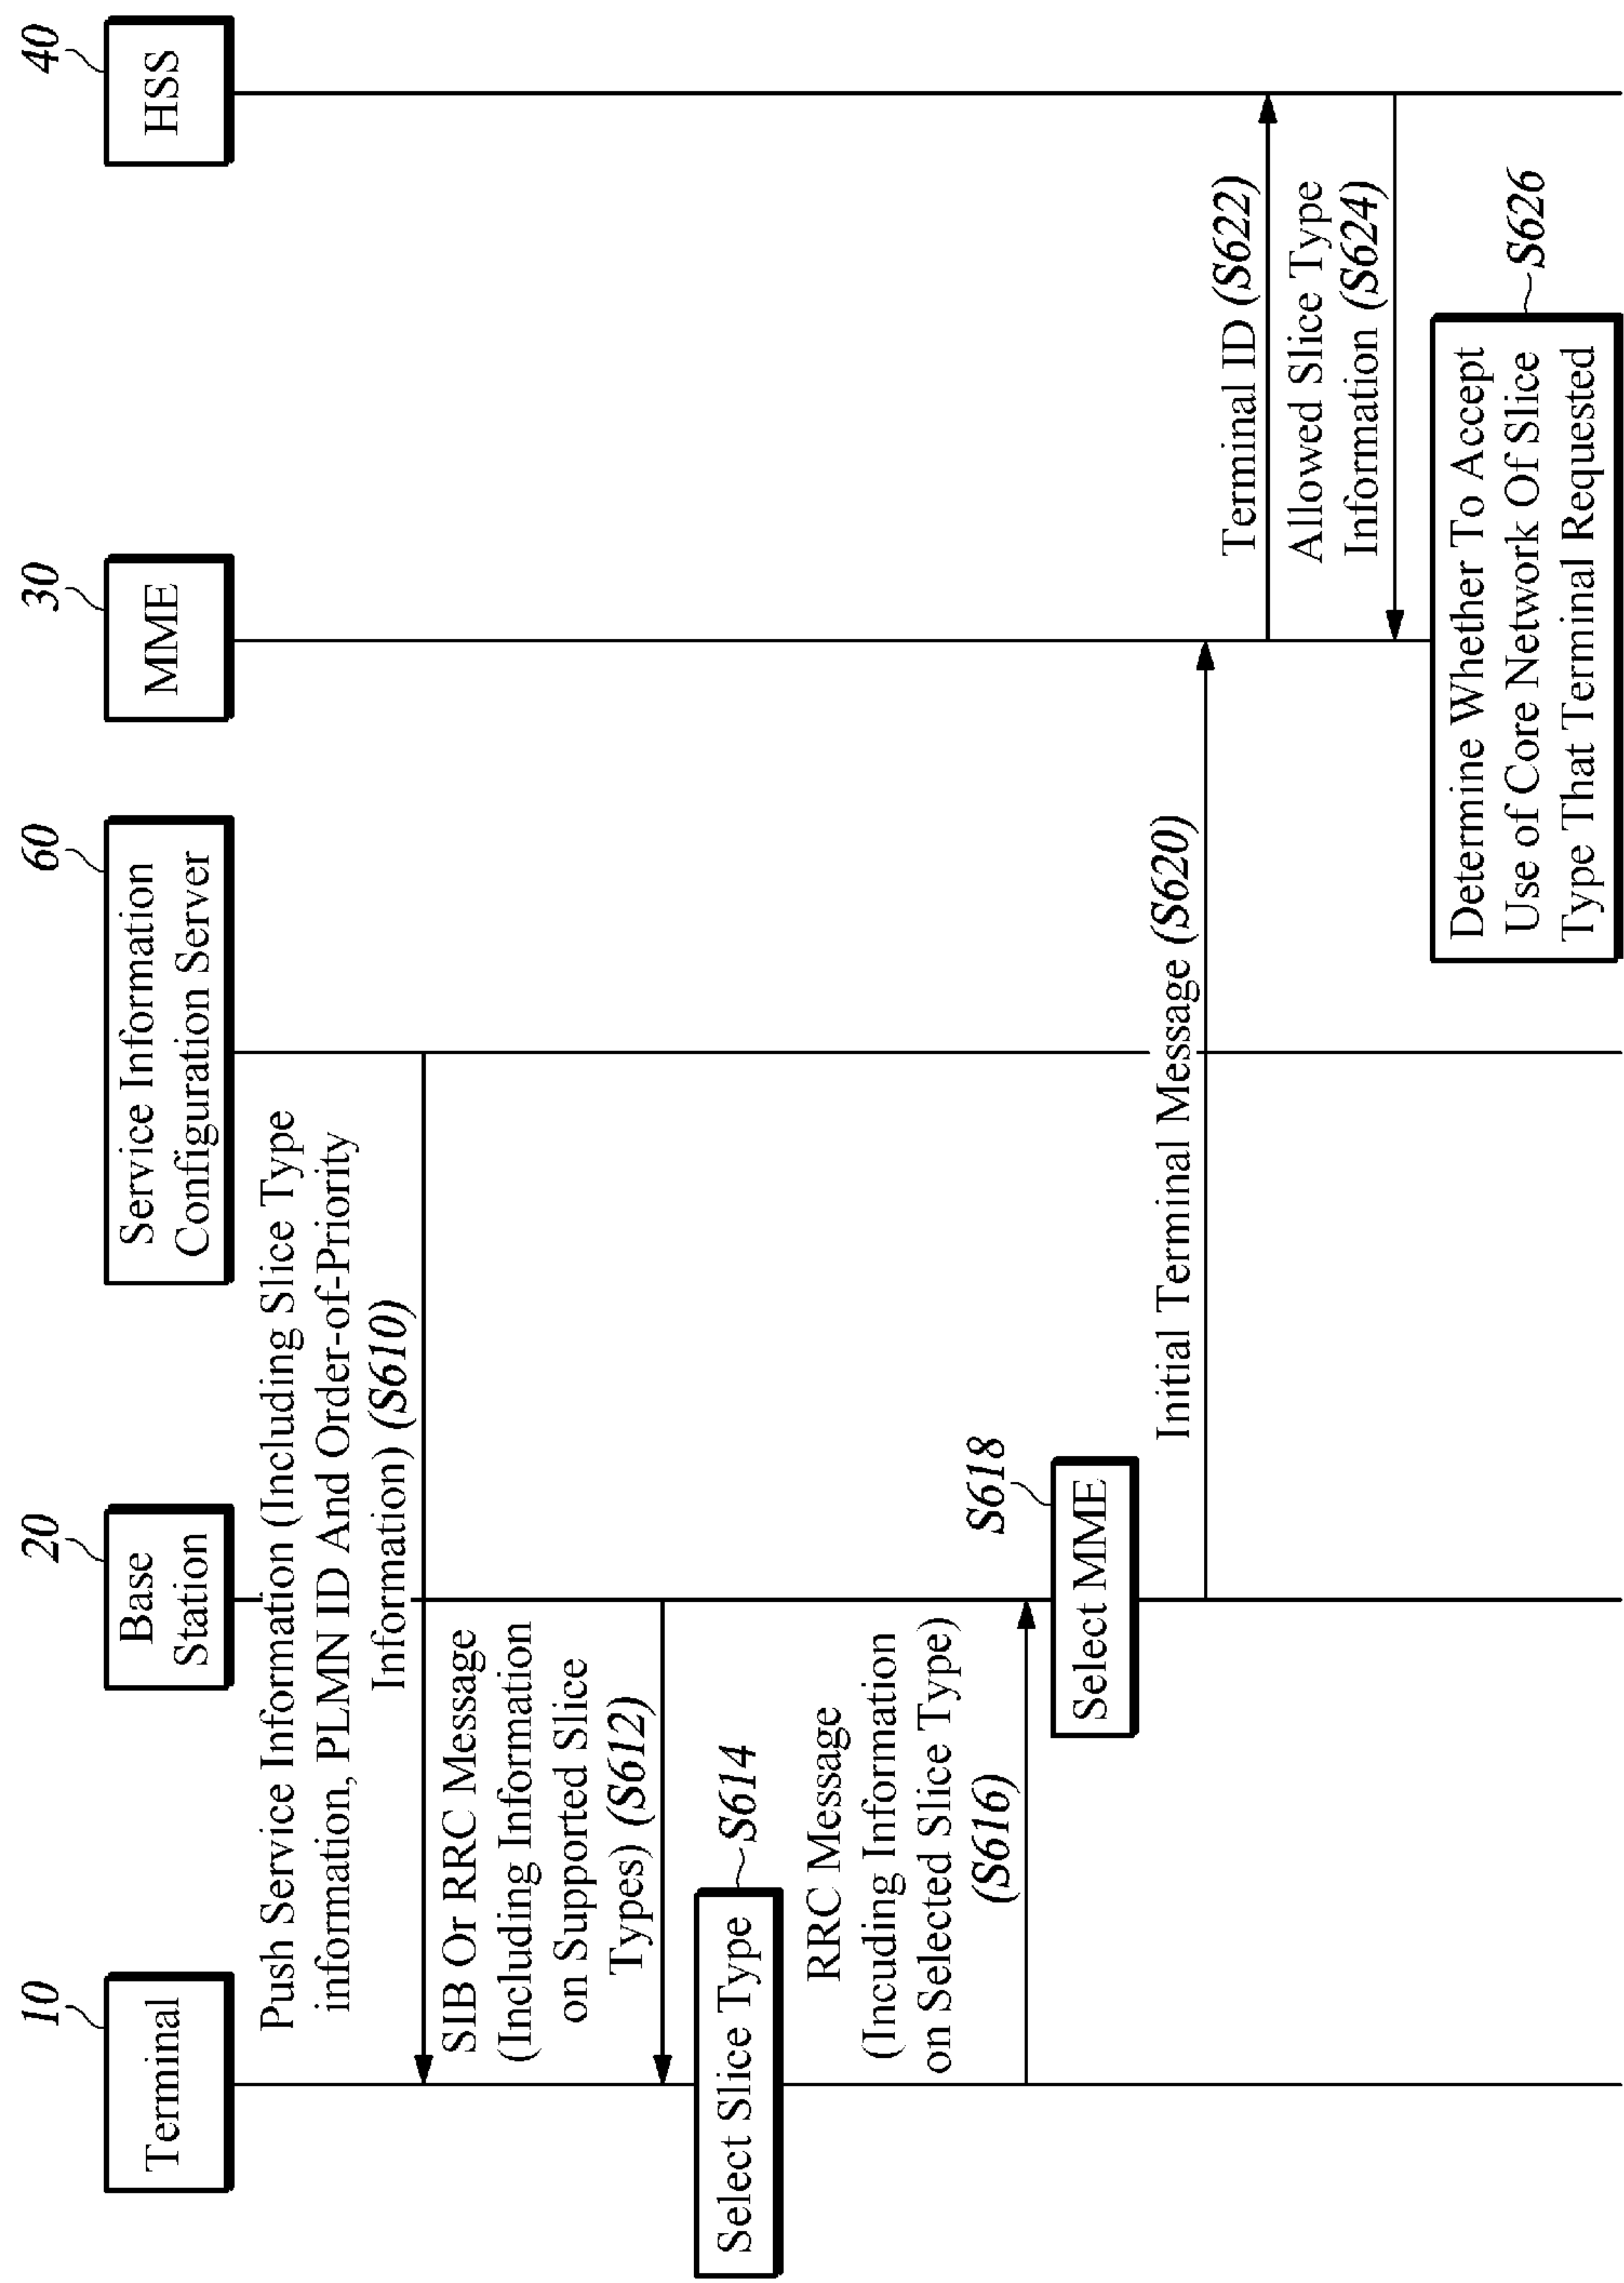 10
20
60
30
40
Terminal
Base
Station
Service Information
Configuration Server
MME
HSS
Push Service Information (Including Slice Type
information, PLMN ID And Order-of-Priority
Information) (S610)
SIB Or RRC Message
(Including Information
on Supported Slice
Types) (S612)
Select Slice Type
S614
RRC Message
(Incuding Information
on Selected Slice Type)
(S616)
S618
Select MME
Initial Terminal Message (S620)
Terminal ID (S622)
Allowed Slice Type
Information (S624)
Determine Whether To Accept
Use of Core Network Of Slice
Type That Terminal Requested
S626